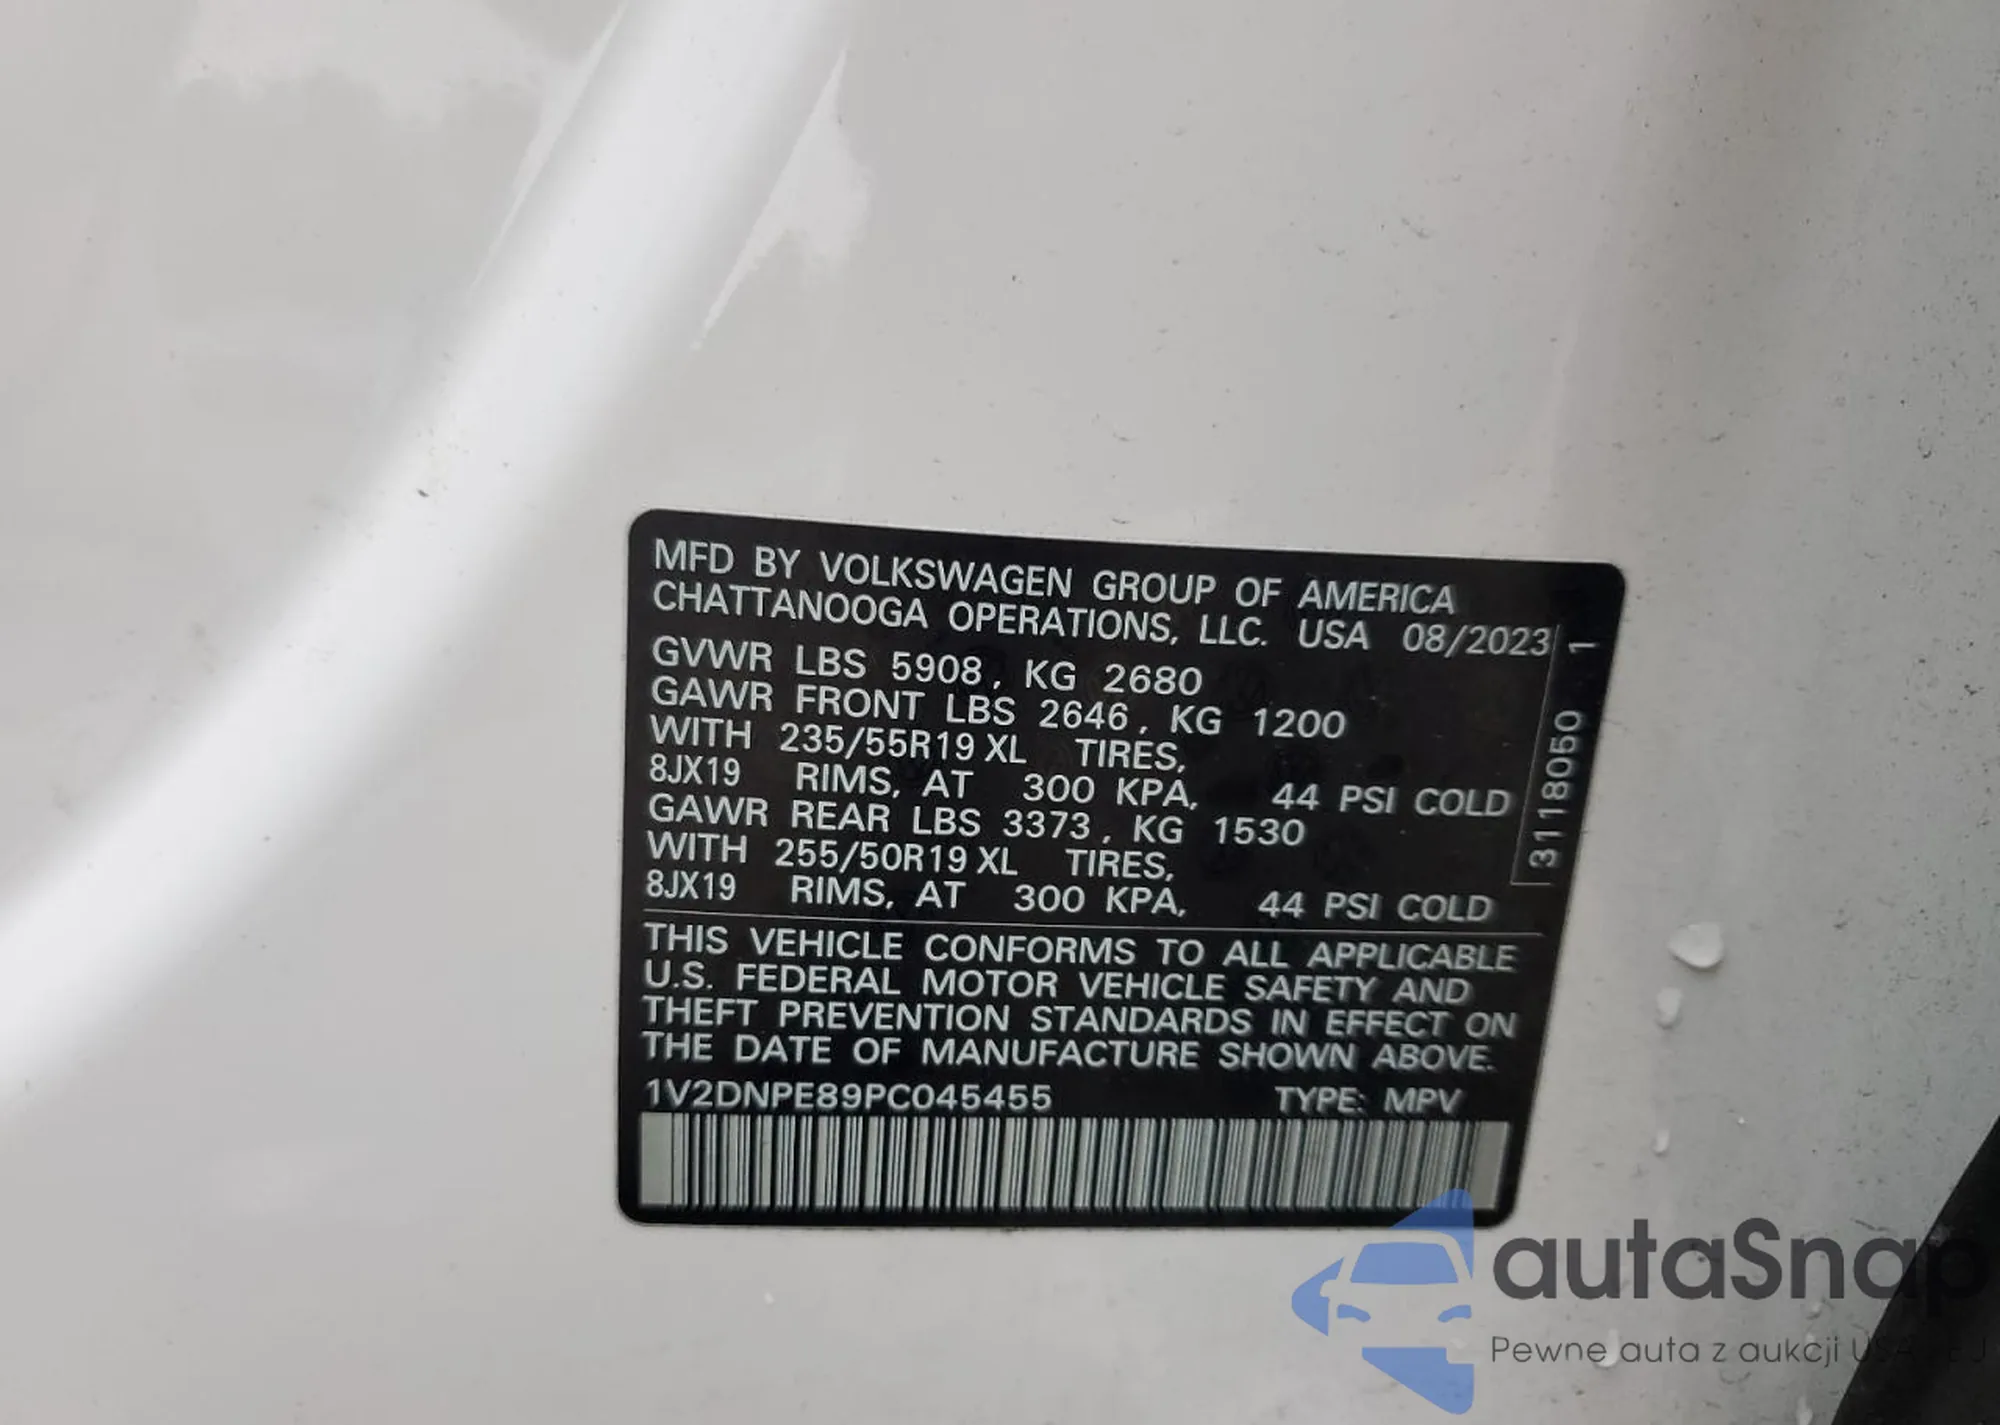 MFD BY VOLKSWAGEN GROUP OF AMERICA
CHATTANOOGA OPERATIONS, LLC. USA 08/2023
GVWR LBS 5908, KG 2680
GAWR FRONT LBS 2646, KG 1200
WITH 235/55R19 XL TIRES,
8JX19 RIMS, AT 300 KPA, 44 PSI COLD
GAWR REAR LBS 3373, KG 1530
WITH 255/50R19 XL TIRES,
8JX19 RIMS, AT 300 KPA, 44 PSI COLD
3118050 1
THIS VEHICLE CONFORMS TO ALL APPLICABLE
U.S. FEDERAL MOTOR VEHICLE SAFETY AND
THEFT PREVENTION STANDARDS IN EFFECT ON
THE DATE OF MANUFACTURE SHOWN ABOVE.
1V2DNPE89PC045455 TYPE: MPV
autaSnap
Pewne auta z aukcji USA